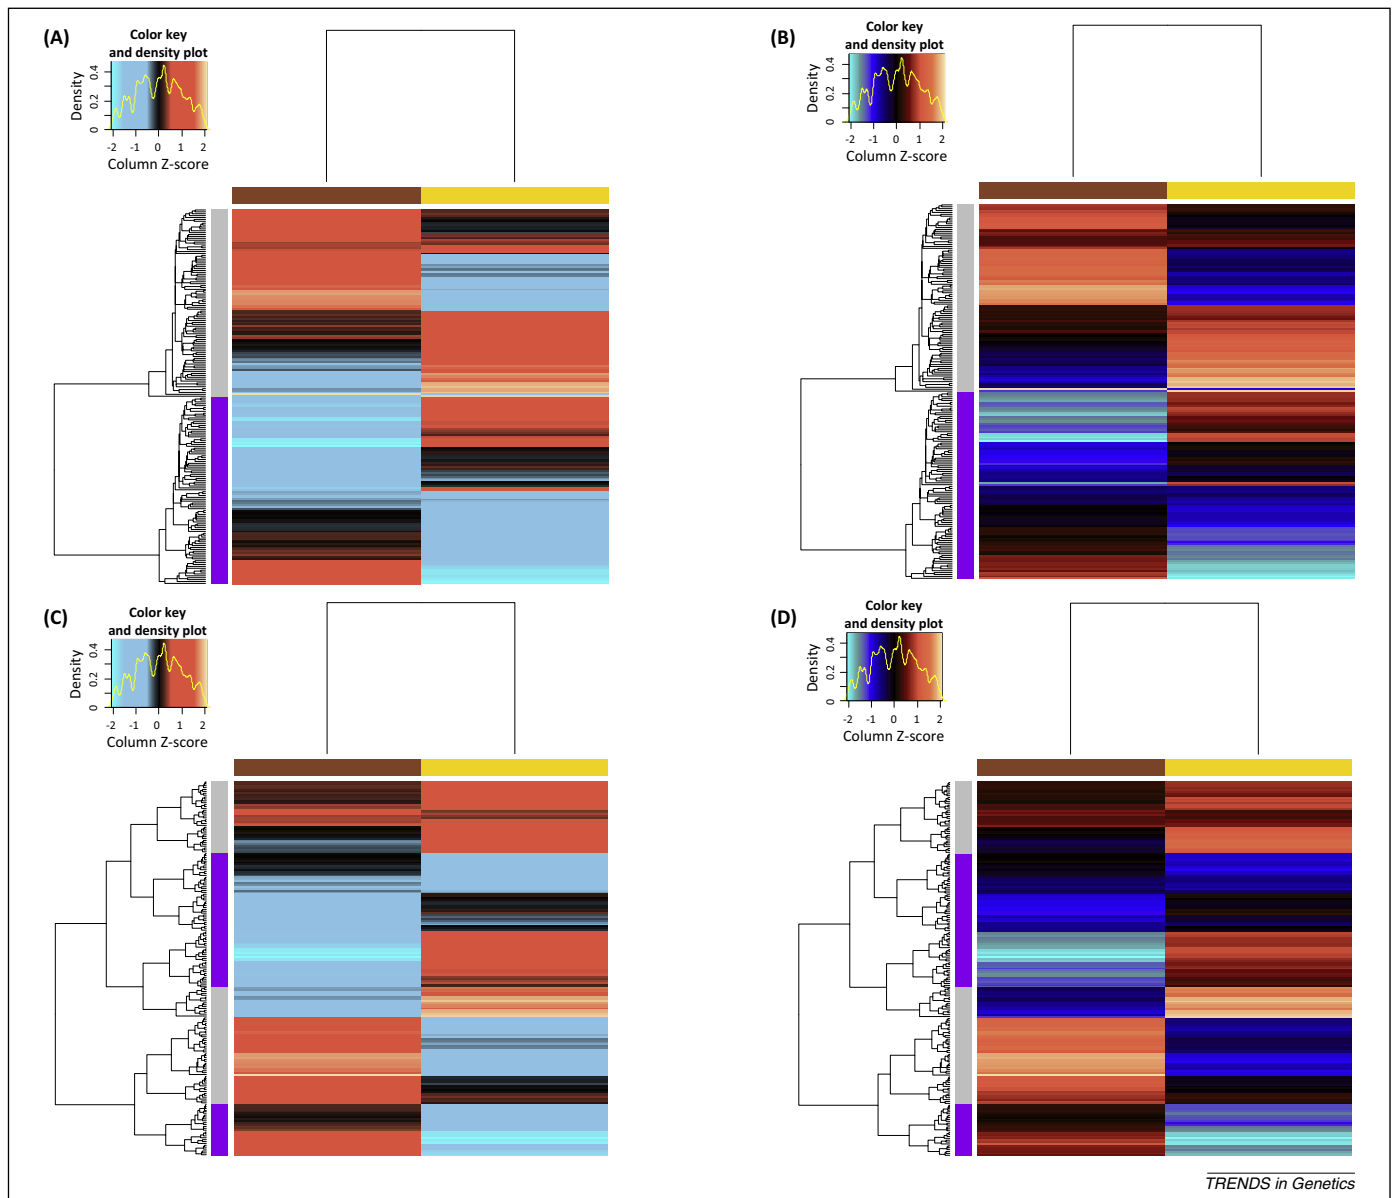 (A)
Color key
and density plot
Density
0.4
0.2
0
-2 -1 0 1 2
Column Z-score
(B)
Color key
and density plot
Density
0.4
0.2
0
-2 -1 0 1 2
Column Z-score
(C)
Color key
and density plot
Density
0.4
0.2
0
-2 -1 0 1 2
Column Z-score
(D)
Color key
and density plot
Density
0.4
0.2
0
-2 -1 0 1 2
Column Z-score
TRENDS in Genetics